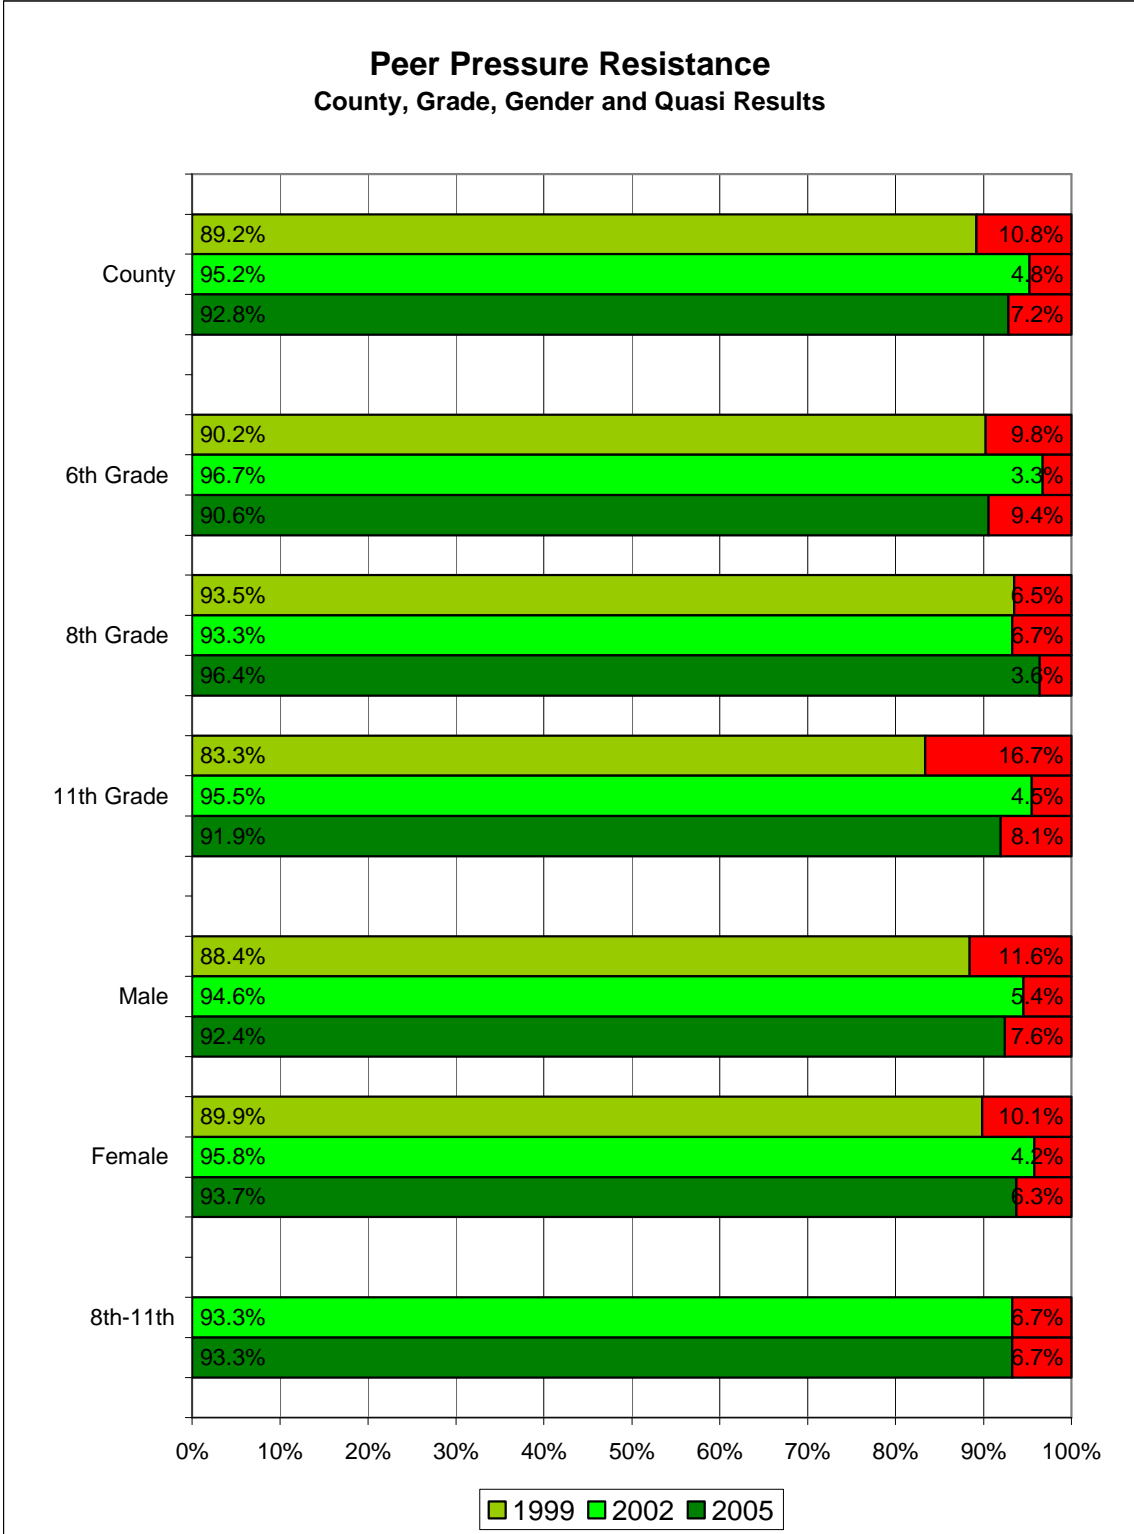 Peer Pressure Resistance
County, Grade, Gender and Quasi Results
89.2% 10.8%
County 95.2% 4.8%
92.8% 7.2%
90.2% 9.8%
6th Grade 96.7% 3.3%
90.6% 9.4%
93.5% 6.5%
8th Grade 93.3% 6.7%
96.4% 3.6%
83.3% 16.7%
11th Grade 95.5% 4.5%
91.9% 8.1%
88.4% 11.6%
Male 94.6% 5.4%
92.4% 7.6%
89.9% 10.1%
Female 95.8% 4.2%
93.7% 6.3%
8th-11th 93.3% 6.7%
93.3% 6.7%
0% 10% 20% 30% 40% 50% 60% 70% 80% 90% 100%
1999 2002 2005